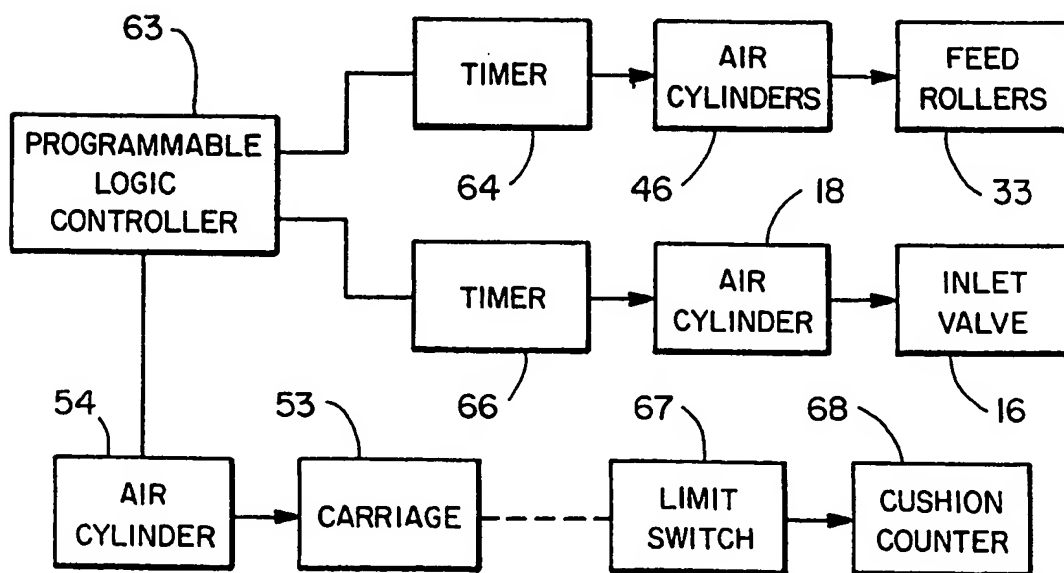 63
TIMER
AIR
CYLINDERS
FEED
ROLLERS
PROGRAMMABLE
LOGIC
CONTROLLER
64
46
33
18
TIMER
AIR
CYLINDER
INLET
VALVE
66
16
54
53
67
68
AIR
CYLINDER
CARRIAGE
LIMIT
SWITCH
CUSHION
COUNTER